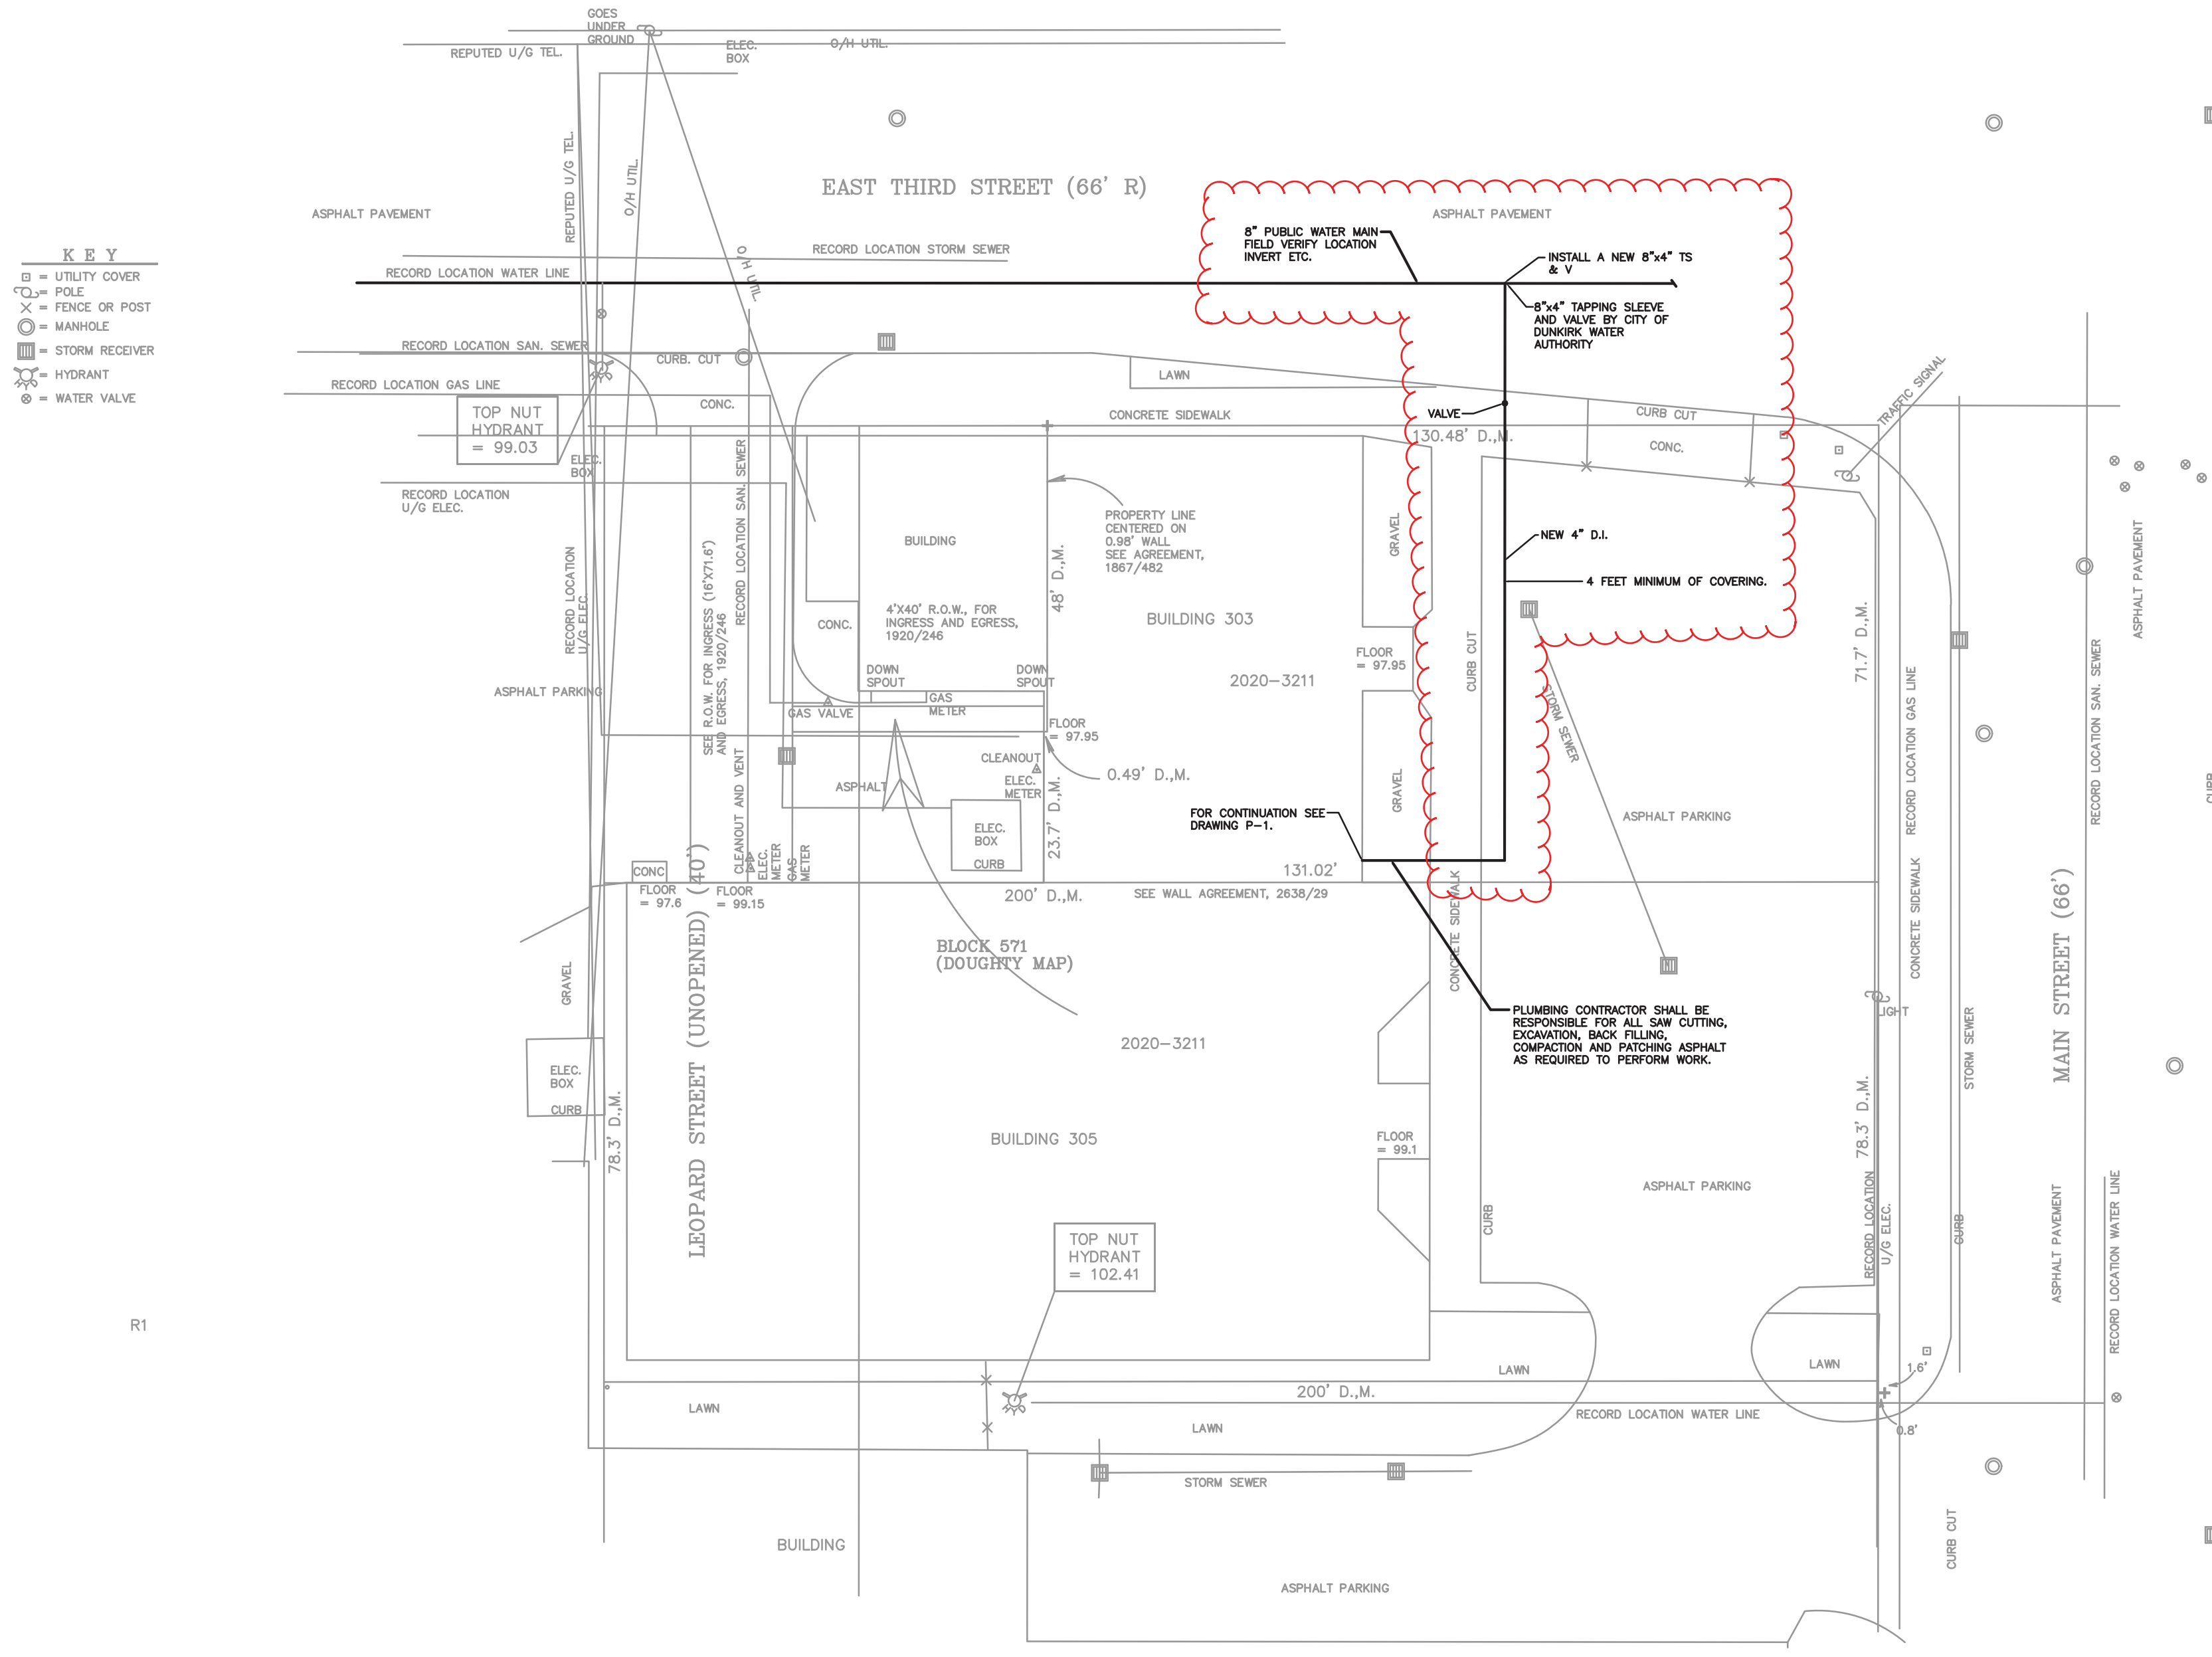 GOES
UNDER
GROUND
REPUTED U/G TEL.
ELEC.
BOX
O/H UTIL.
REPUTED U/G TEL.
O/H UTIL.
EAST THIRD STREET (66' R)
ASPHALT PAVEMENT
ASPHALT PAVEMENT
8" PUBLIC WATER MAIN
FIELD VERIFY LOCATION
INVERT ETC.
INSTALL A NEW 8"x4" TS
& V
8"x4" TAPPING SLEEVE
AND VALVE BY CITY OF
DUNKIRK WATER
AUTHORITY
RECORD LOCATION STORM SEWER
O/H UTIL.
RECORD LOCATION WATER LINE
KEY
= UTILITY COVER
= POLE
= FENCE OR POST
= MANHOLE
= STORM RECEIVER
= HYDRANT
= WATER VALVE
RECORD LOCATION SAN. SEWER
CURB. CUT
RECORD LOCATION GAS LINE
CONC.
LAWN
CONCRETE SIDEWALK
VALVE
130.48' D.,M.
CURB CUT
CONC.
TRAFFIC SIGNAL
TOP NUT
HYDRANT
= 99.03
ELEC.
BOX
RECORD LOCATION
U/G ELEC.
RECORD LOCATION SAN. SEWER
SEE R.O.W. FOR INGRESS (16'X71.6')
AND EGRESS, 1920/246
RECORD LOCATION
U/G ELEC.
BUILDING
PROPERTY LINE
CENTERED ON
0.98' WALL
SEE AGREEMENT,
1867/482
48' D.,M.
GRAVEL
NEW 4" D.I.
4 FEET MINIMUM OF COVERING.
4'X40' R.O.W., FOR
INGRESS AND EGRESS,
1920/246
CONC.
BUILDING 303
2020-3211
FLOOR
= 97.95
CURB CUT
STORM SEWER
71.7' D.,M.
RECORD LOCATION GAS LINE
RECORD LOCATION SAN. SEWER
ASPHALT PAVEMENT
CURB
DOWN
SPOUT
DOWN
SPOUT
GAS
METER
GAS VALVE
ASPHALT PARKING
FLOOR
= 97.95
CLEANOUT
ELEC.
METER
0.49' D.,M.
ASPHALT
CLEANOUT AND VENT
ELEC.
METER
GAS
METER
23.7' D.,M.
ELEC.
BOX
CURB
GRAVEL
FOR CONTINUATION SEE
DRAWING P-1.
ASPHALT PARKING
CONC
FLOOR
= 97.6
FLOOR
= 99.15
131.02'
200' D.,M.
SEE WALL AGREEMENT, 2638/29
CONCRETE SIDEWALK
CONCRETE SIDEWALK
MAIN STREET (66')
LEOPARD STREET (UNOPENED) (40')
BLOCK 571
(DOUGHTY MAP)
GRAVEL
PLUMBING CONTRACTOR SHALL BE
RESPONSIBLE FOR ALL SAW CUTTING,
EXCAVATION, BACK FILLING,
COMPACTION AND PATCHING ASPHALT
AS REQUIRED TO PERFORM WORK.
LIGHT
STORM SEWER
2020-3211
ELEC.
BOX
CURB
78.3' D.,M.
BUILDING 305
FLOOR
= 99.1
78.3' D.,M.
ASPHALT PARKING
RECORD LOCATION
U/G ELEC.
CURB
CURB
ASPHALT PAVEMENT
RECORD LOCATION WATER LINE
TOP NUT
HYDRANT
= 102.41
R1
LAWN
LAWN
1.6'
200' D.,M.
LAWN
LAWN
RECORD LOCATION WATER LINE
0.8'
STORM SEWER
CURB CUT
BUILDING
ASPHALT PARKING